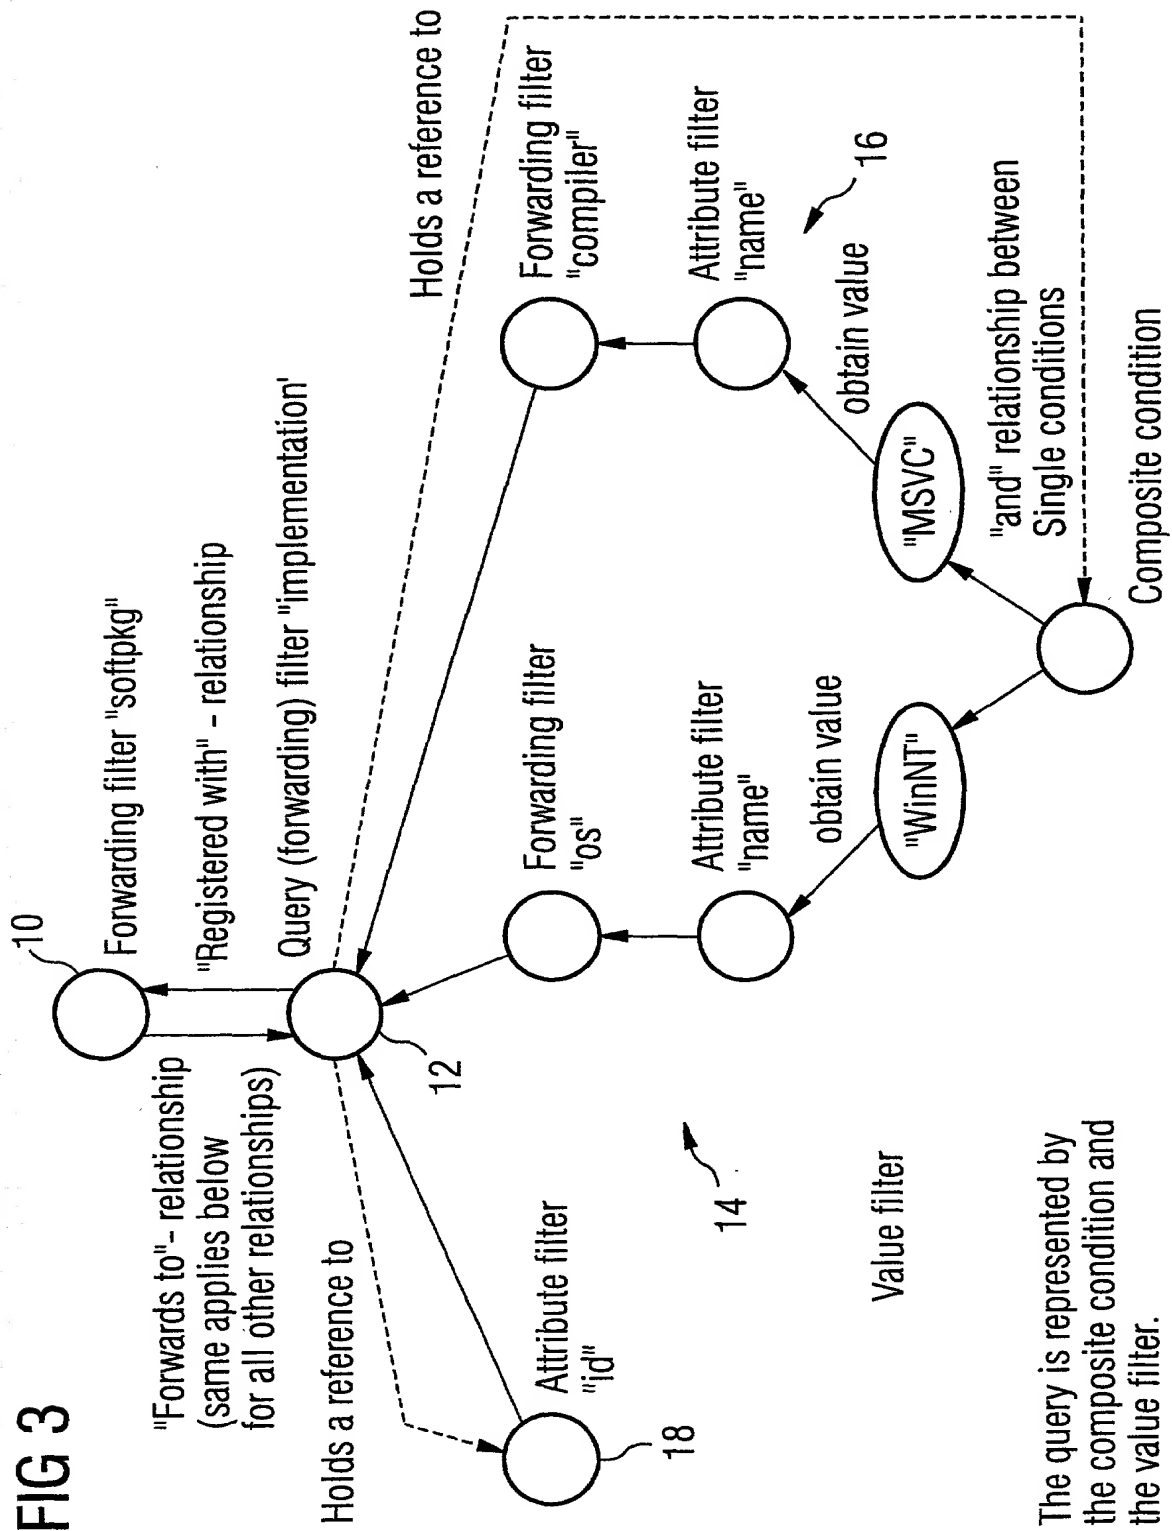 FIG 3
10
Forwarding filter "softpkg"
"Forwards to"- relationship
(same applies below
for all other relationships)
"Registered with" - relationship
Query (forwarding) filter "implementation'
Holds a reference to
Holds a reference to
12
Attribute filter
"id"
18
Forwarding filter
"os"
Forwarding filter
"compiler"
14
Attribute filter
"name"
Attribute filter
"name"
16
obtain value
obtain value
Value filter
"WinNT"
"MSVC"
"and" relationship between
Single conditions
Composite condition
The query is represented by
the composite condition and
the value filter.